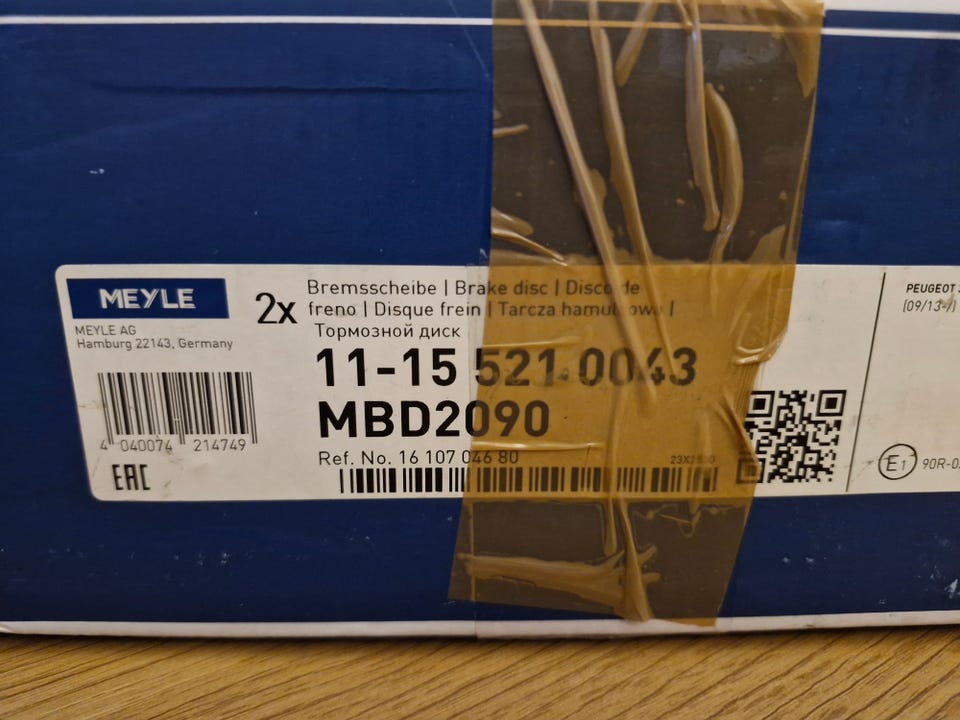 MEYLE
MEYLE AG
Hamburg 22143, Germany
4 040074 214749
EAC
2x
Bremsscheibe | Brake disc | Disco de
freno | Disque frein | Tarcza hamulcowa |
Тормозной диск
11-15 521 0043
MBD2090
Ref. No. 16 107 046 80
PEUGEOT
(09/13-/)
E1
90R-0